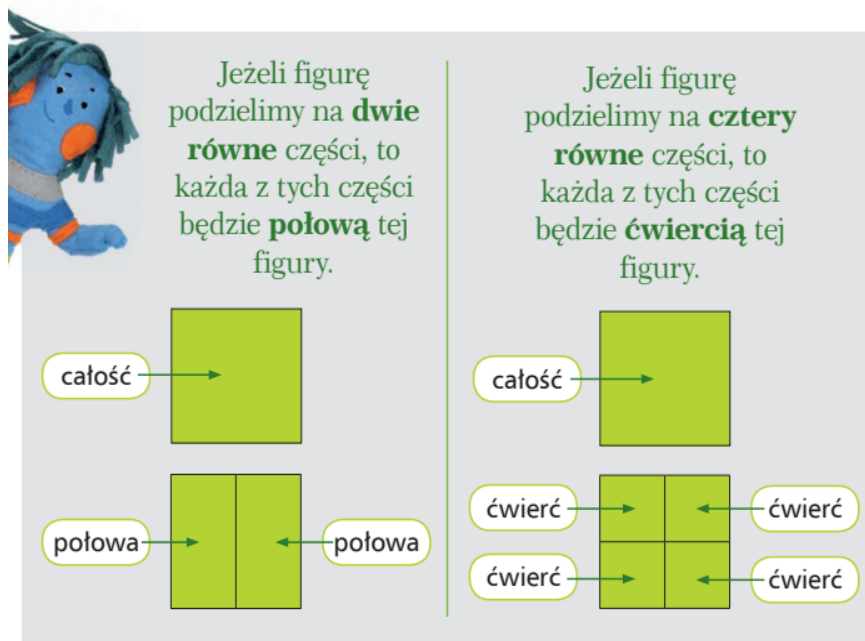 Jeżeli figurę
podzielimy na dwie
równe części, to
każda z tych części
będzie połową tej
figury.
całość
połowa
połowa
Jeżeli figurę
podzielimy na cztery
równe części, to
każda z tych części
będzie ćwiercią tej
figury.
całość
ćwierć
ćwierć
ćwierć
ćwierć